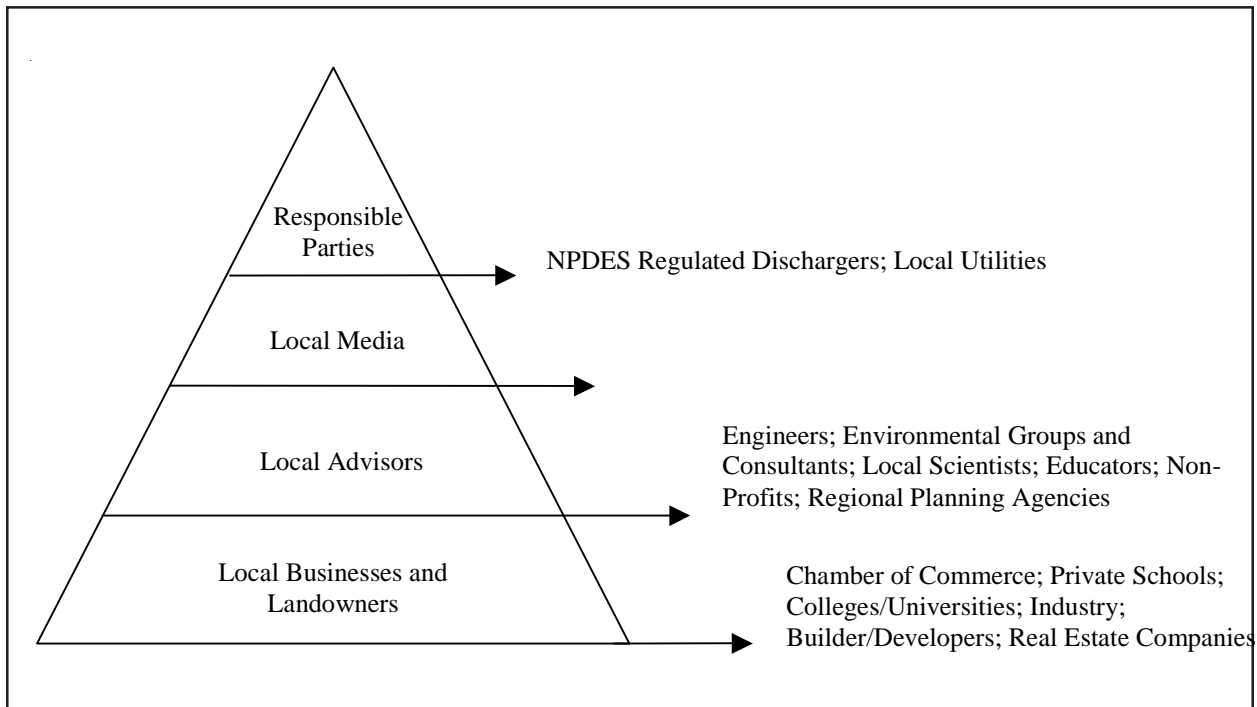 Responsible
Parties
NPDES Regulated Dischargers; Local Utilities
Local Media
Local Advisors
Engineers; Environmental Groups and
Consultants; Local Scientists; Educators; Non-
Profits; Regional Planning Agencies
Local Businesses and
Landowners
Chamber of Commerce; Private Schools;
Colleges/Universities; Industry;
Builder/Developers; Real Estate Companies